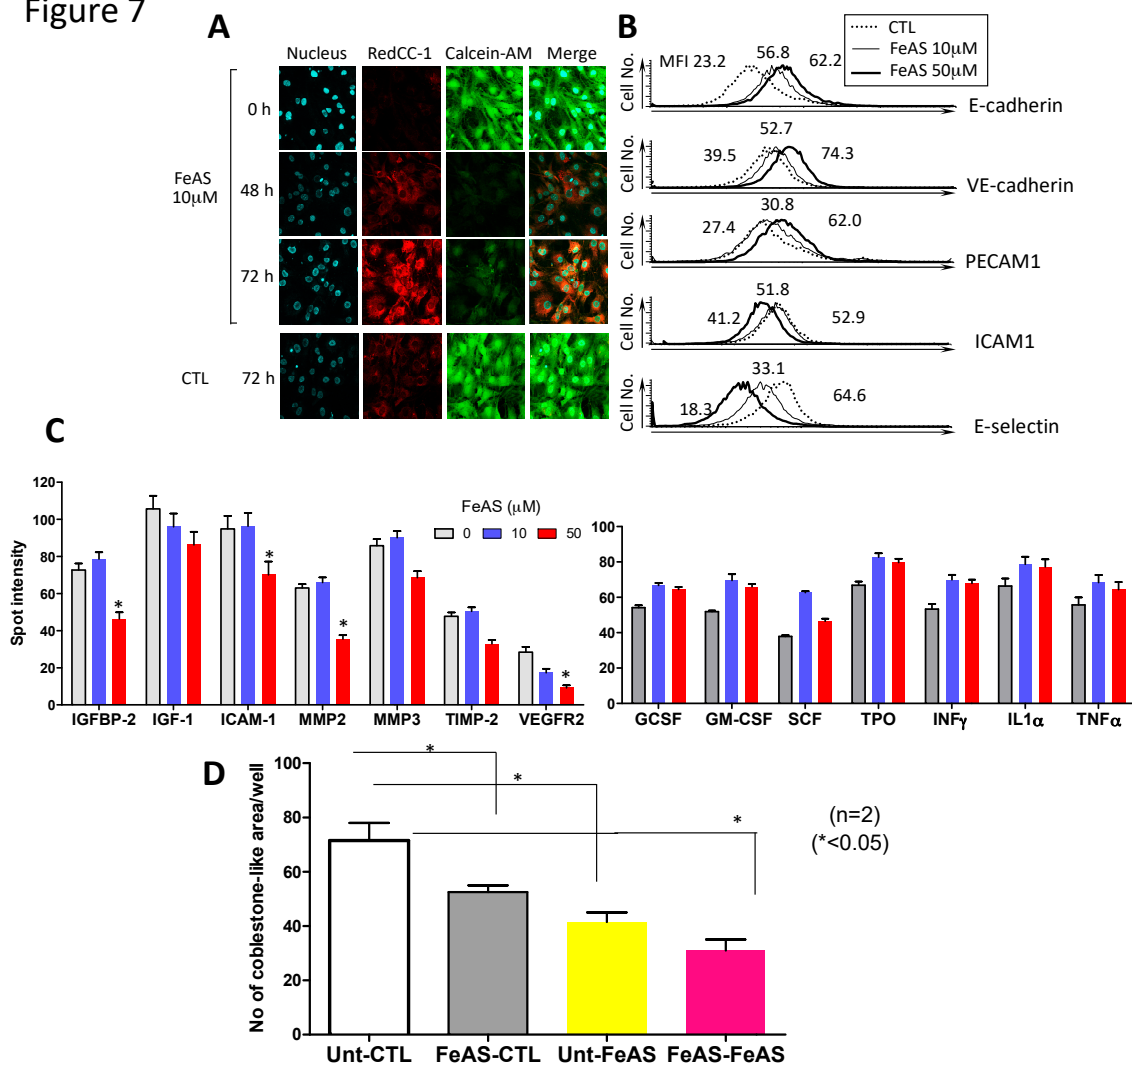 Figure 7
A
Nucleus RedCC-1 Calcein-AM Merge
FeAS
10μM
0 h
48 h
72 h
CTL 72 h
B
CTL
FeAS 10μM
FeAS 50μM
Cell No.
MFI 23.2 56.8 62.2
E-cadherin
Cell No.
39.5 52.7 74.3
VE-cadherin
Cell No.
27.4 30.8 62.0
PECAM1
Cell No.
41.2 51.8 52.9
ICAM1
Cell No.
18.3 33.1 64.6
E-selectin
C
Spot intensity
120
100
80
60
40
20
0
FeAS (μM)
0 10 50
* * * *
IGFBP-2 IGF-1 ICAM-1 MMP2 MMP3 TIMP-2 VEGFR2
100
80
60
40
20
0
GCSF GM-CSF SCF TPO INFγ IL1α TNFα
D
No of coblestone-like area/well
100
80
60
40
20
0
* * *
(n=2)
(*<0.05)
Unt-CTL FeAS-CTL Unt-FeAS FeAS-FeAS